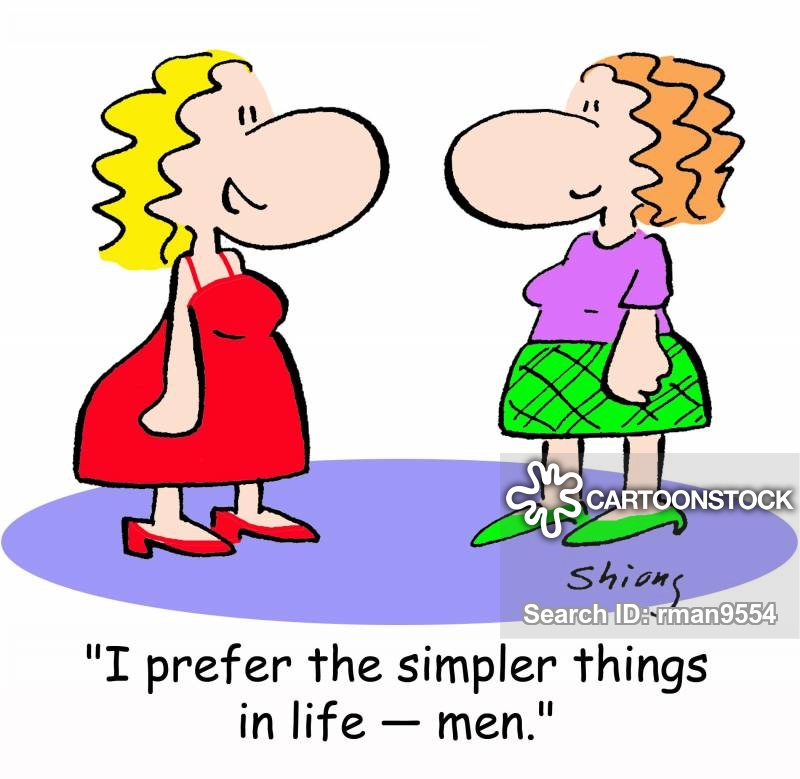 CARTOONSTOCK
Shiong
Search ID: rman9554
"I prefer the simpler things
in life — men."